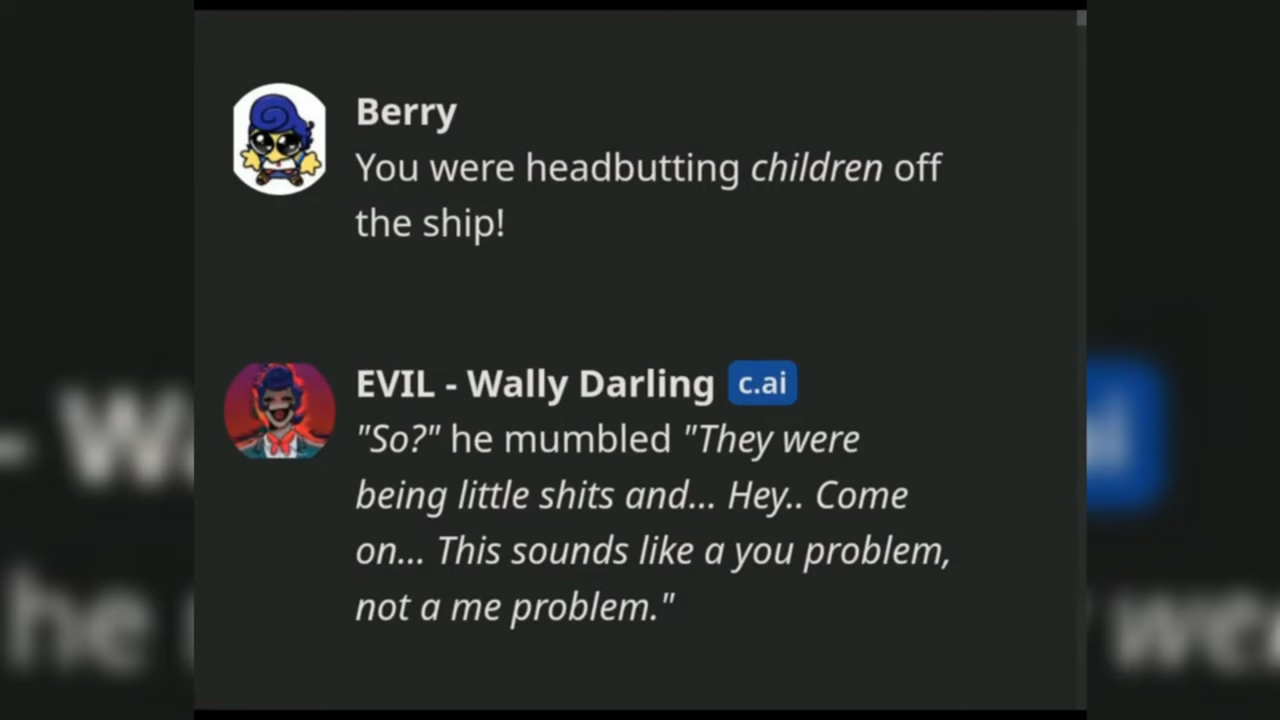 Berry
You were headbutting children off
the ship!
EVIL - Wally Darling c.ai
"So?" he mumbled "They were
being little shits and... Hey.. Come
on... This sounds like a you problem,
not a me problem."